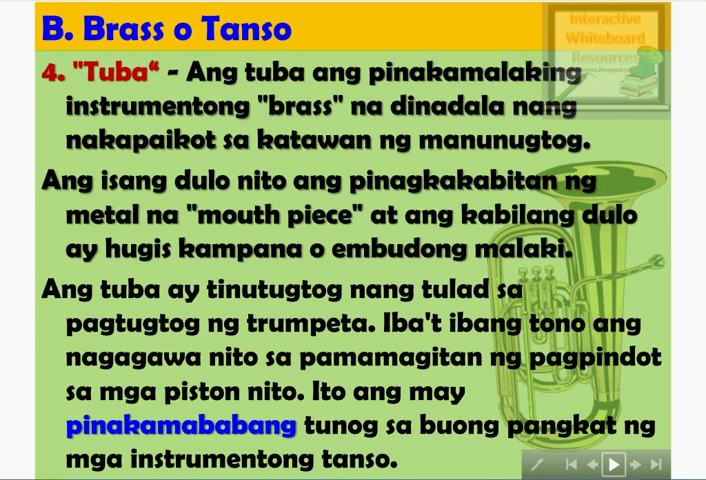 B. Brass o Tanso
Interactive
Whiteboard
Resources
4. "Tuba“ - Ang tuba ang pinakamalaking
instrumentong "brass" na dinadala nang
nakapaikot sa katawan ng manunugtog.
Ang isang dulo nito ang pinagkakabitan ng
metal na "mouth piece" at ang kabilang dulo
ay hugis kampana o embudong malaki.
Ang tuba ay tinutugtog nang tulad sa
pagtugtog ng trumpeta. Iba't ibang tono ang
nagagawa nito sa pamamagitan ng pagpindot
sa mga piston nito. Ito ang may
pinakamababang tunog sa buong pangkat ng
mga instrumentong tanso.